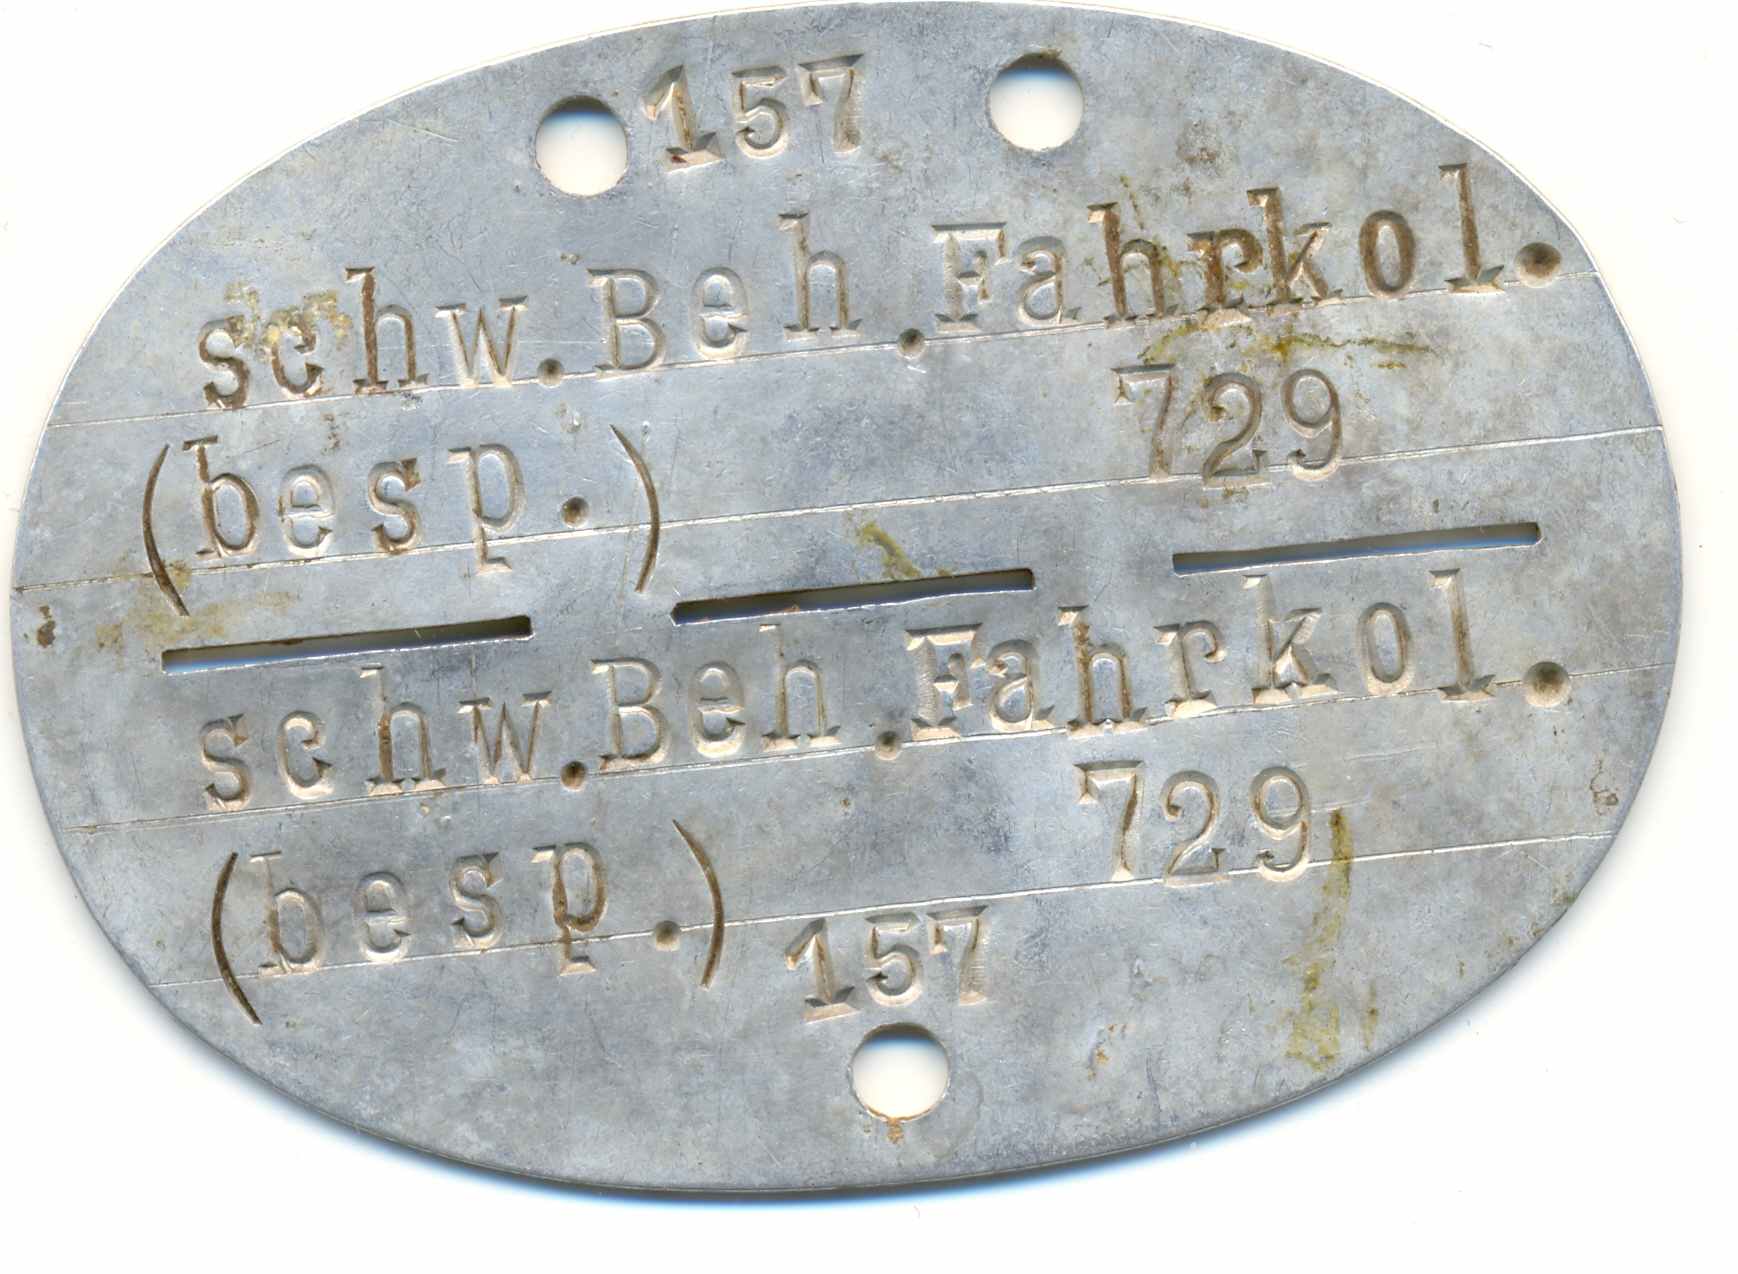 157
schw.Beh.Fahrkol.
(besp.) 729
schw.Beh.Fahrkol.
(besp.) 729
157